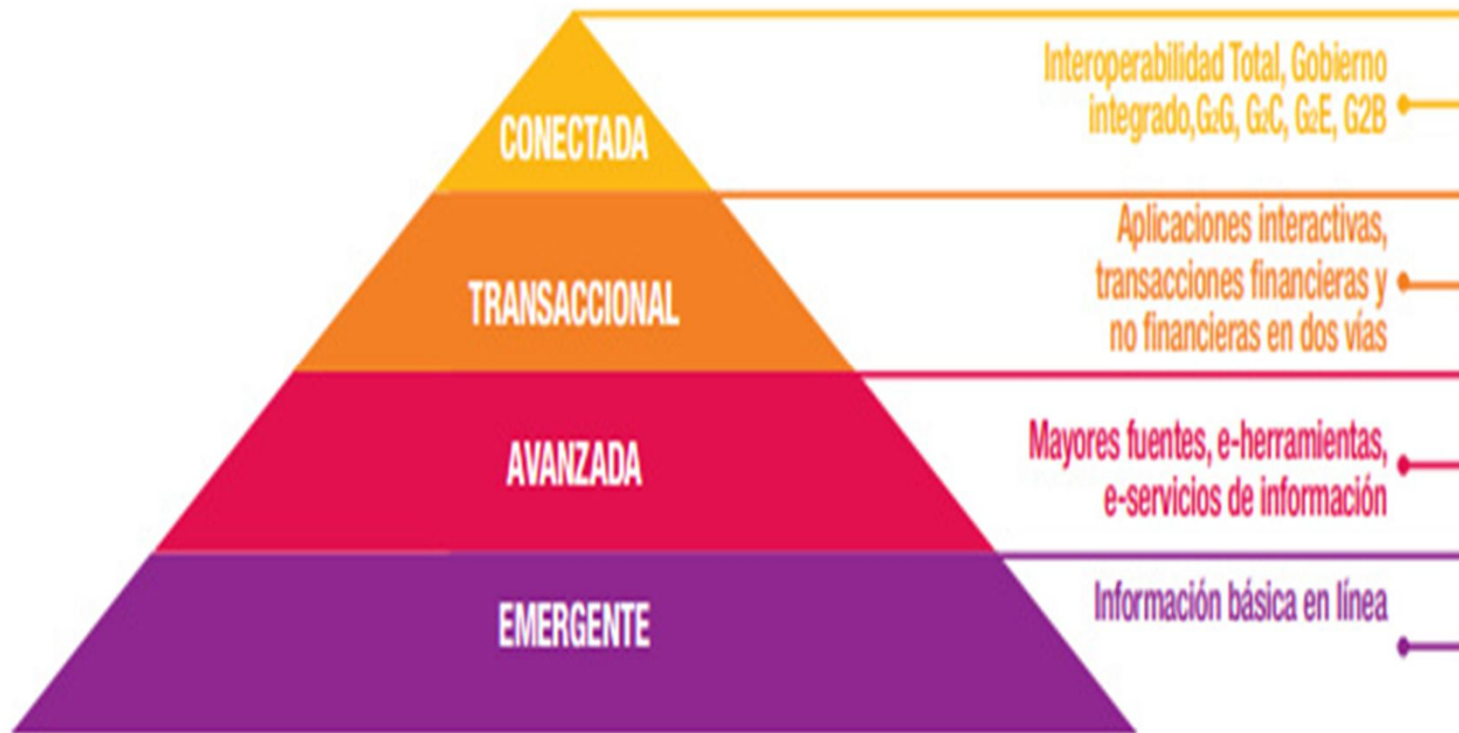 Interoperabilidad Total, Gobierno
integrado,G2G, G2C, G2E, G2B
CONECTADA
Aplicaciones interactivas,
transacciones financieras y
no financieras en dos vías
TRANSACCIONAL
Mayores fuentes, e-herramientas,
e-servicios de información
AVANZADA
Información básica en línea
EMERGENTE